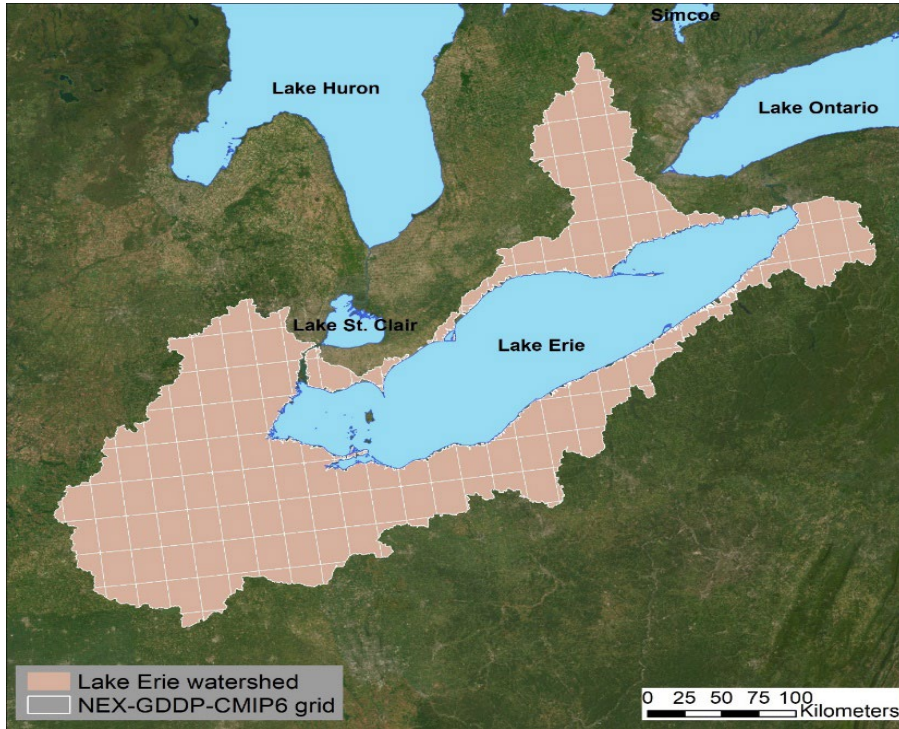 Simcoe
Lake Huron
Lake Ontario
Lake St. Clair
Lake Erie
Lake Erie watershed
NEX-GDDP-CMIP6 grid
0 25 50 75 100
Kilometers